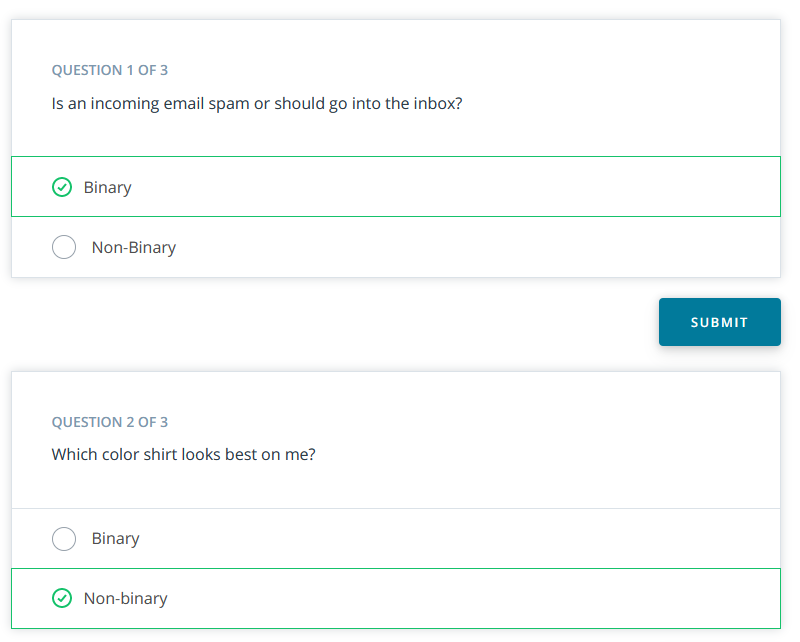 QUESTION 1 OF 3
Is an incoming email spam or should go into the inbox?
Binary
Non-Binary
SUBMIT
QUESTION 2 OF 3
Which color shirt looks best on me?
Binary
Non-binary